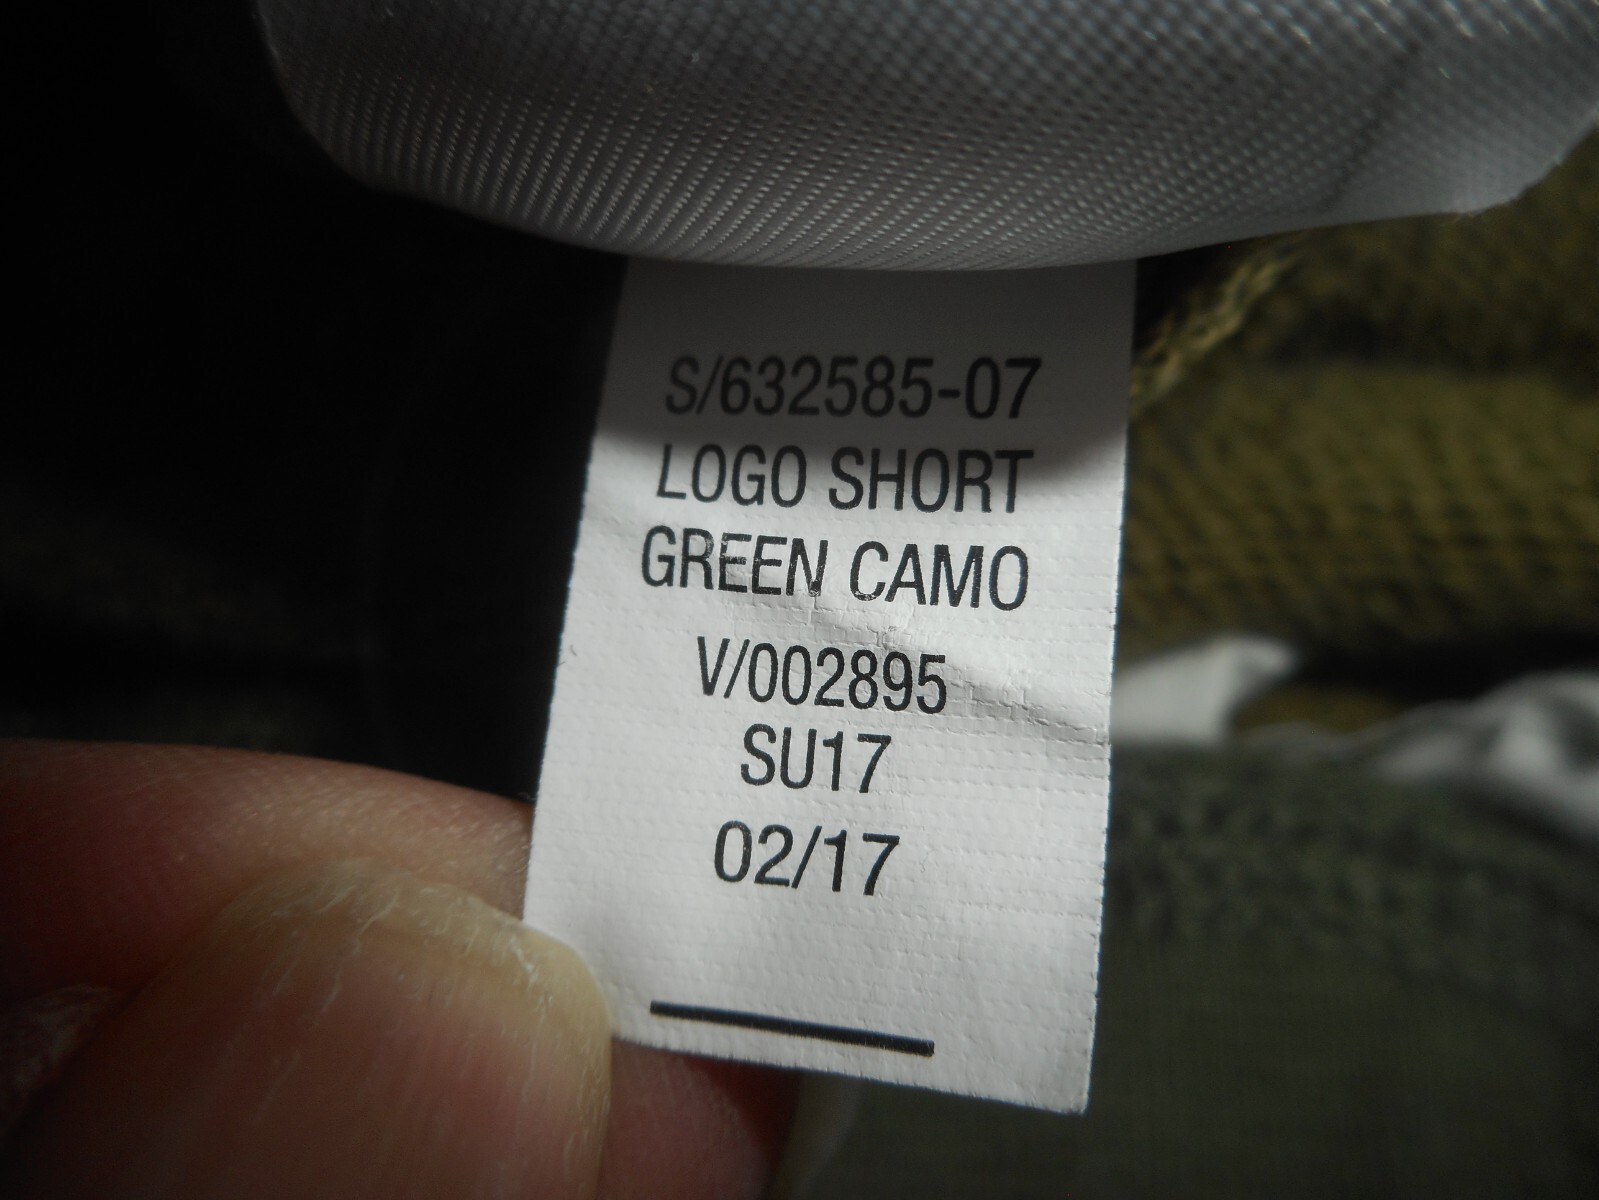 S/632585-07
LOGO SHORT
GREEN CAMO
V/002895
SU17
02/17